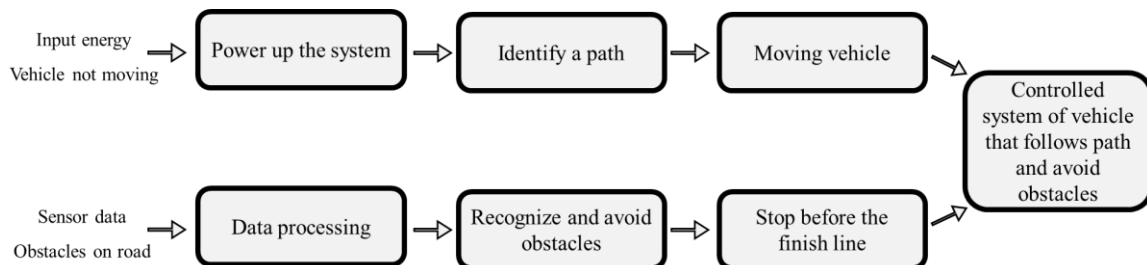 Input energy
Vehicle not moving
Power up the system
Identify a path
Moving vehicle
Controlled
system of vehicle
that follows path
and avoid
obstacles
Sensor data
Obstacles on road
Data processing
Recognize and avoid
obstacles
Stop before the
finish line